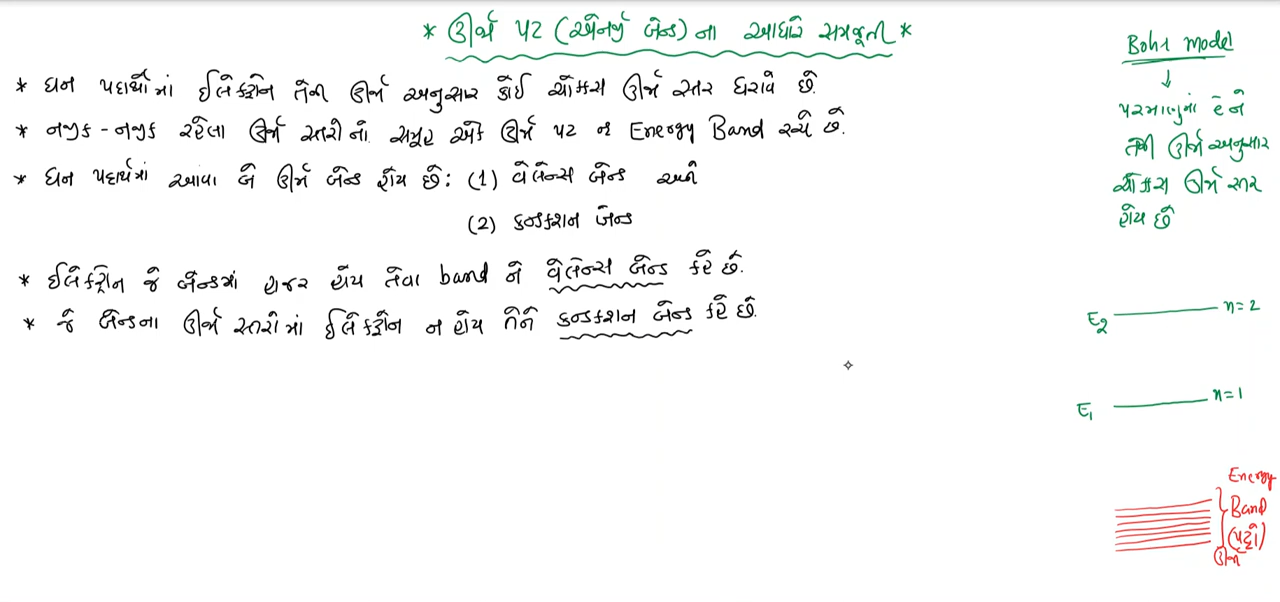 * ઊર્જા પટ (એનર્જી બેન્ડ) ના આધારે સમજૂતી *
* ઘન પદાર્થોમાં ઈલેક્ટ્રોન તેની ઊર્જા અનુસાર કોઈ ચોક્કસ ઊર્જા સ્તર ધરાવે છે.
* નજીક-નજીક રહેલા ઊર્જા સ્તરોનો સમૂહ એક ઊર્જા પટ જ Energy Band રચે છે.
* ઘન પદાર્થમાં આવા બે ઊર્જા બેન્ડ હોય છે: (1) વેલેન્સ બેન્ડ અને
(2) કન્ડક્શન બેન્ડ
* ઈલેક્ટ્રોન જે બેન્ડમાં હાજર હોય તેવા band ને વેલેન્સ બેન્ડ કહે છે.
* જે બેન્ડના ઊર્જા સ્તરોમાં ઈલેક્ટ્રોન ન હોય તેને કન્ડક્શન બેન્ડ કહે છે.
Bohr model
↓
પરમાણુમાં દરેને
તેની ઊર્જા અનુસાર
ચોક્કસ ઊર્જા સ્તર
હોય છે
E2 n=2
E1 n=1
Energy
Band
(પટ્ટો)
ઊર્જા